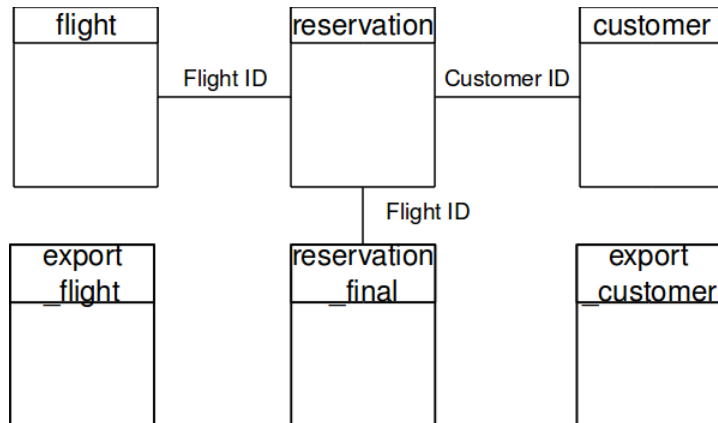 flight
reservation
customer
Flight ID
Customer ID
Flight ID
export
_flight
reservation
_final
export
_customer